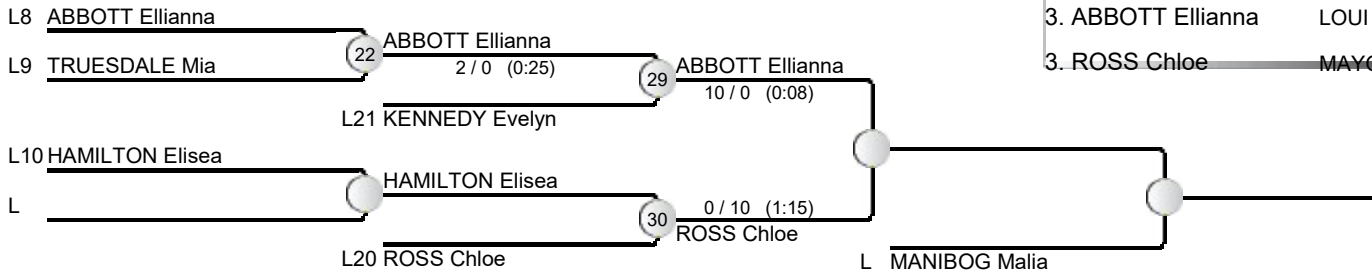 L8 ABBOTT Ellianna
3. ABBOTT Ellianna LOUI
22
ABBOTT Ellianna
2 / 0 (0:25)
L9 TRUESDALE Mia
3. ROSS Chloe
29
ABBOTT Ellianna
10 / 0 (0:08)
L21 KENNEDY Evelyn
L10 HAMILTON Elisea
HAMILTON Elisea
L
30
0 / 10 (1:15)
ROSS Chloe
L20 ROSS Chloe
L MANIBOG Malia